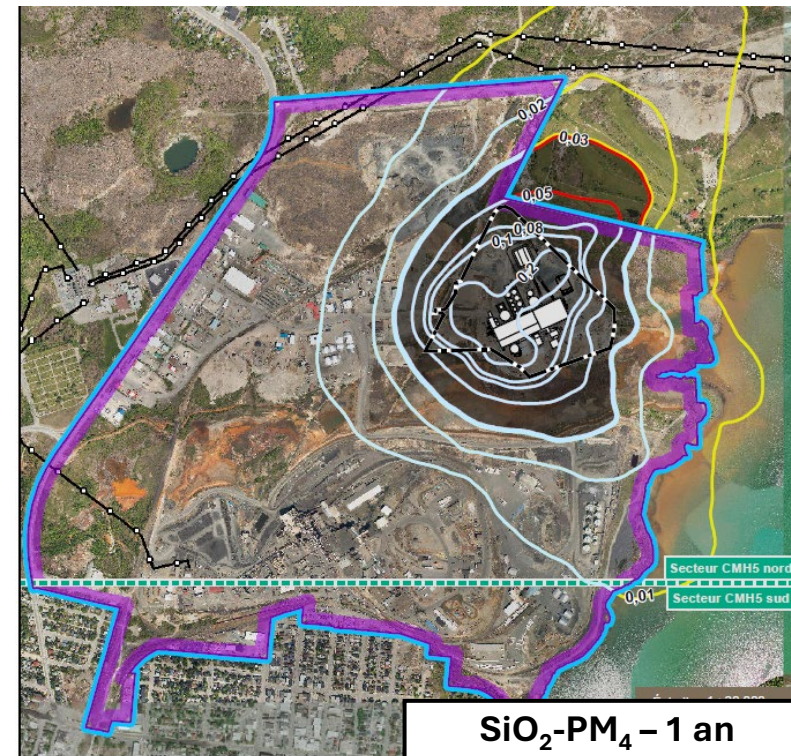 0,02
0,03
0,05
0,08
0,1
0,2
Secteur CMH5 nord
0,01
Secteur CMH5 sud
SiO₂-PM₄ – 1 an